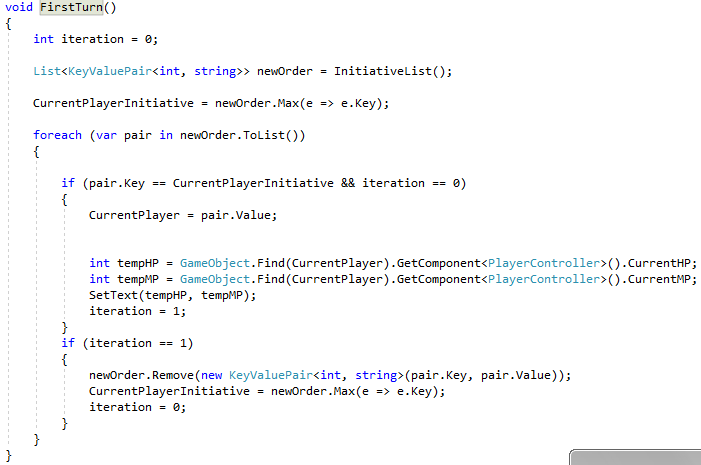 void FirstTurn()
{
int iteration = 0;
List<KeyValuePair<int, string>> newOrder = InitiativeList();
CurrentPlayerInitiative = newOrder.Max(e => e.Key);
foreach (var pair in newOrder.ToList())
{
if (pair.Key == CurrentPlayerInitiative && iteration == 0)
{
CurrentPlayer = pair.Value;
int tempHP = GameObject.Find(CurrentPlayer).GetComponent<PlayerController>().CurrentHP;
int tempMP = GameObject.Find(CurrentPlayer).GetComponent<PlayerController>().CurrentMP;
SetText(tempHP, tempMP);
iteration = 1;
}
if (iteration == 1)
{
newOrder.Remove(new KeyValuePair<int, string>(pair.Key, pair.Value));
CurrentPlayerInitiative = newOrder.Max(e => e.Key);
iteration = 0;
}
}
}